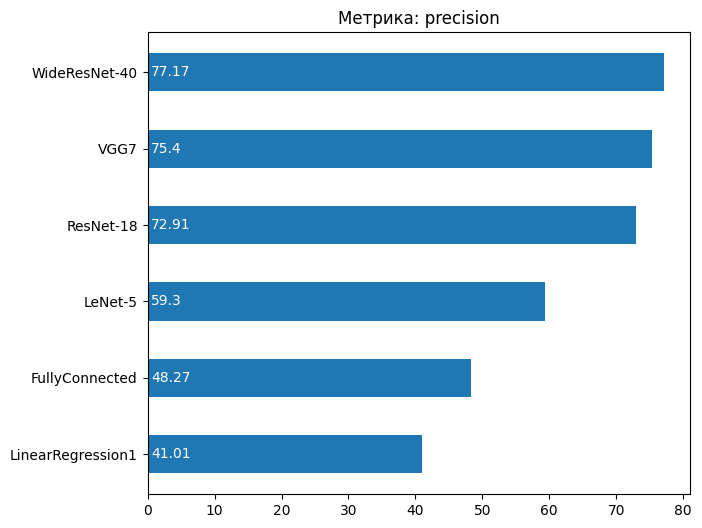 Метрика: precision
WideResNet-40
77.17
VGG7
75.4
ResNet-18
72.91
LeNet-5
59.3
FullyConnected
48.27
LinearRegression1
41.01
0 10 20 30 40 50 60 70 80